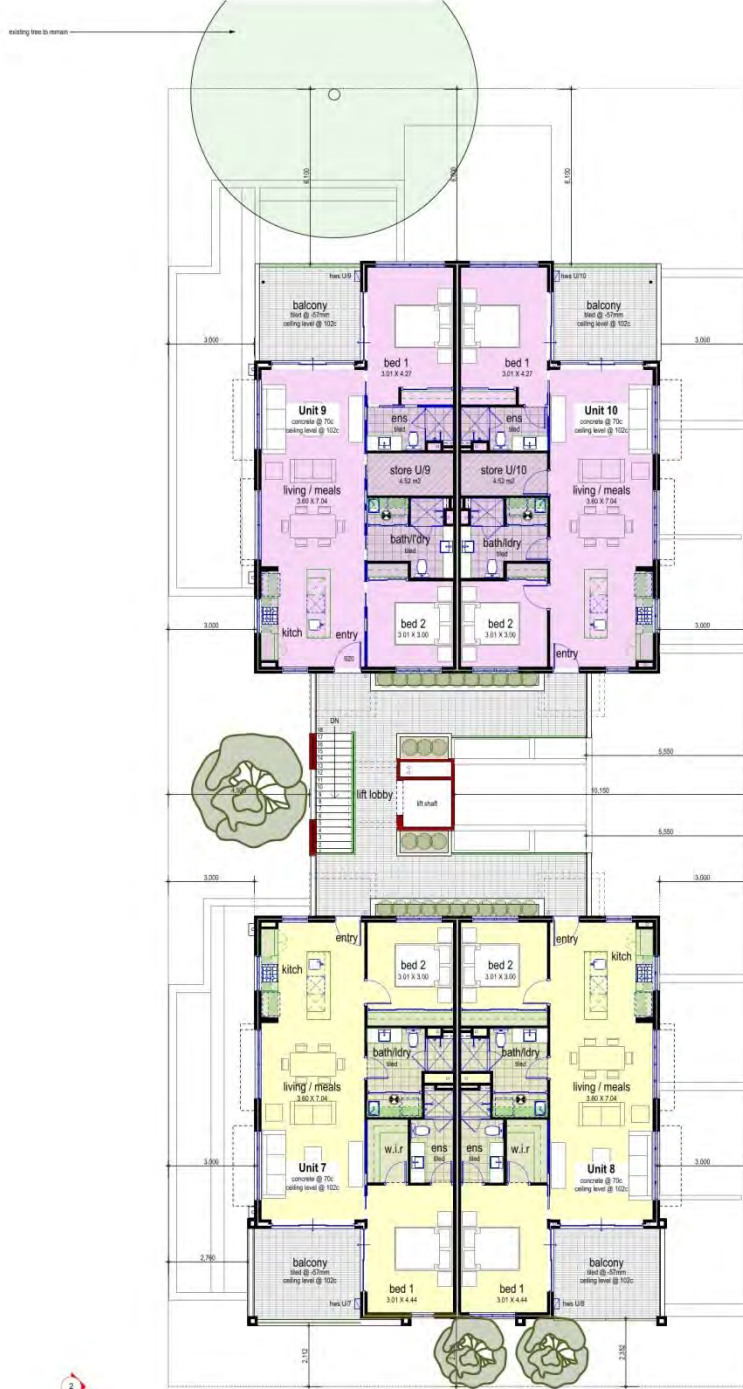 existing tree to remain
6,100
6,100
hws U/9
hws U/10
balcony
tiled @ -57mm
ceiling level @ 102c
balcony
tiled @ -57mm
ceiling level @ 102c
3,000
3,000
bed 1
3.01 X 4.27
bed 1
3.01 X 4.27
Unit 9
concrete @ 70c
ceiling level @ 102c
Unit 10
concrete @ 70c
ceiling level @ 102c
ens
tiled
ens
tiled
store U/9
4.52 m2
store U/10
4.52 m2
living / meals
3.60 X 7.04
living / meals
3.60 X 7.04
bath/l'dry
tiled
bath/ldry
tiled
bed 2
3.01 X 3.00
bed 2
3.01 X 3.00
3,000
3,000
kitch
entry
920
entry
DN
5,550
lift lobby
lift shaft
10,150
5,550
3,000
3,000
entry
entry
kitch
kitch
bed 2
3.01 X 3.00
bed 2
3.01 X 3.00
bath/ldry
tiled
bath/ldry
tiled
living / meals
3.60 X 7.04
living / meals
3.60 X 7.04
w.i.r
ens
tiled
ens
tiled
w.i.r
3,000
3,000
Unit 7
concrete @ 70c
ceiling level @ 102c
Unit 8
concrete @ 70c
ceiling level @ 102c
2,760
balcony
tiled @ -57mm
ceiling level @ 102c
balcony
tiled @ -57mm
ceiling level @ 102c
bed 1
3.01 X 4.44
bed 1
3.01 X 4.44
hws U/7
hws U/8
2,112
2